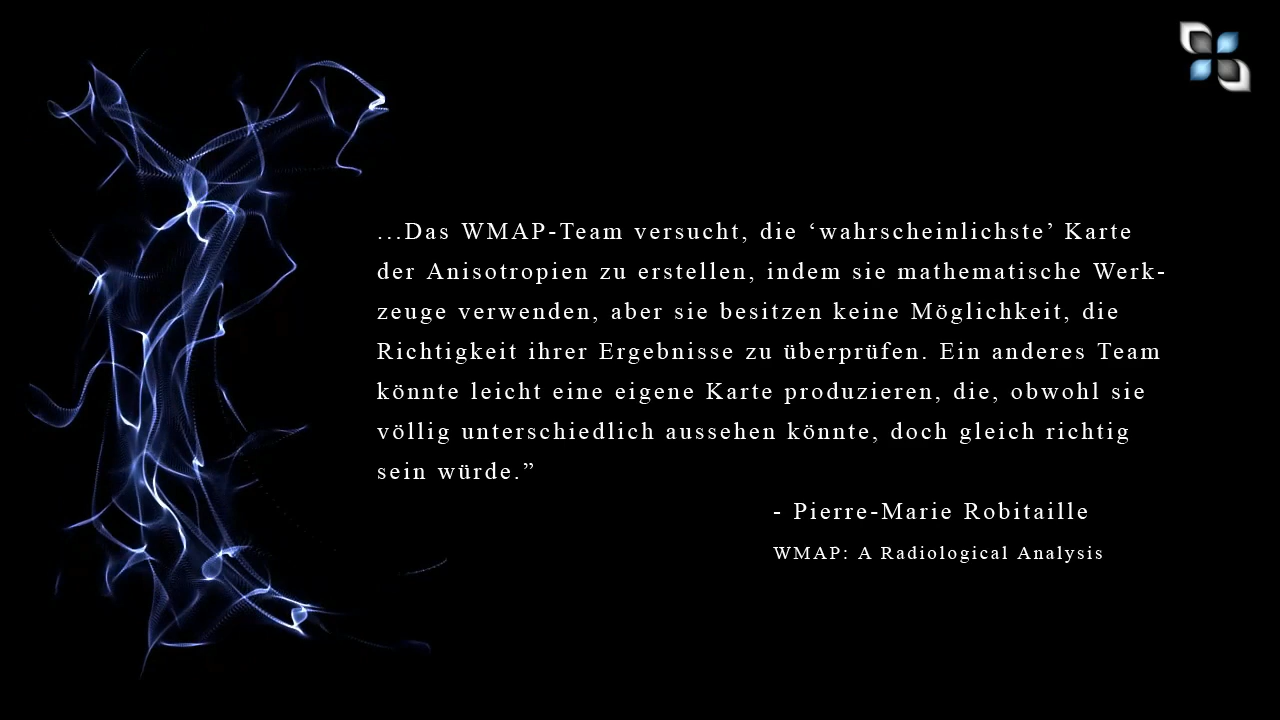 ...Das WMAP-Team versucht, die ‘wahrscheinlichste’ Karte
der Anisotropien zu erstellen, indem sie mathematische Werk-
zeuge verwenden, aber sie besitzen keine Möglichkeit, die
Richtigkeit ihrer Ergebnisse zu überprüfen. Ein anderes Team
könnte leicht eine eigene Karte produzieren, die, obwohl sie
völlig unterschiedlich aussehen könnte, doch gleich richtig
sein würde.”
- Pierre-Marie Robitaille
WMAP: A Radiological Analysis